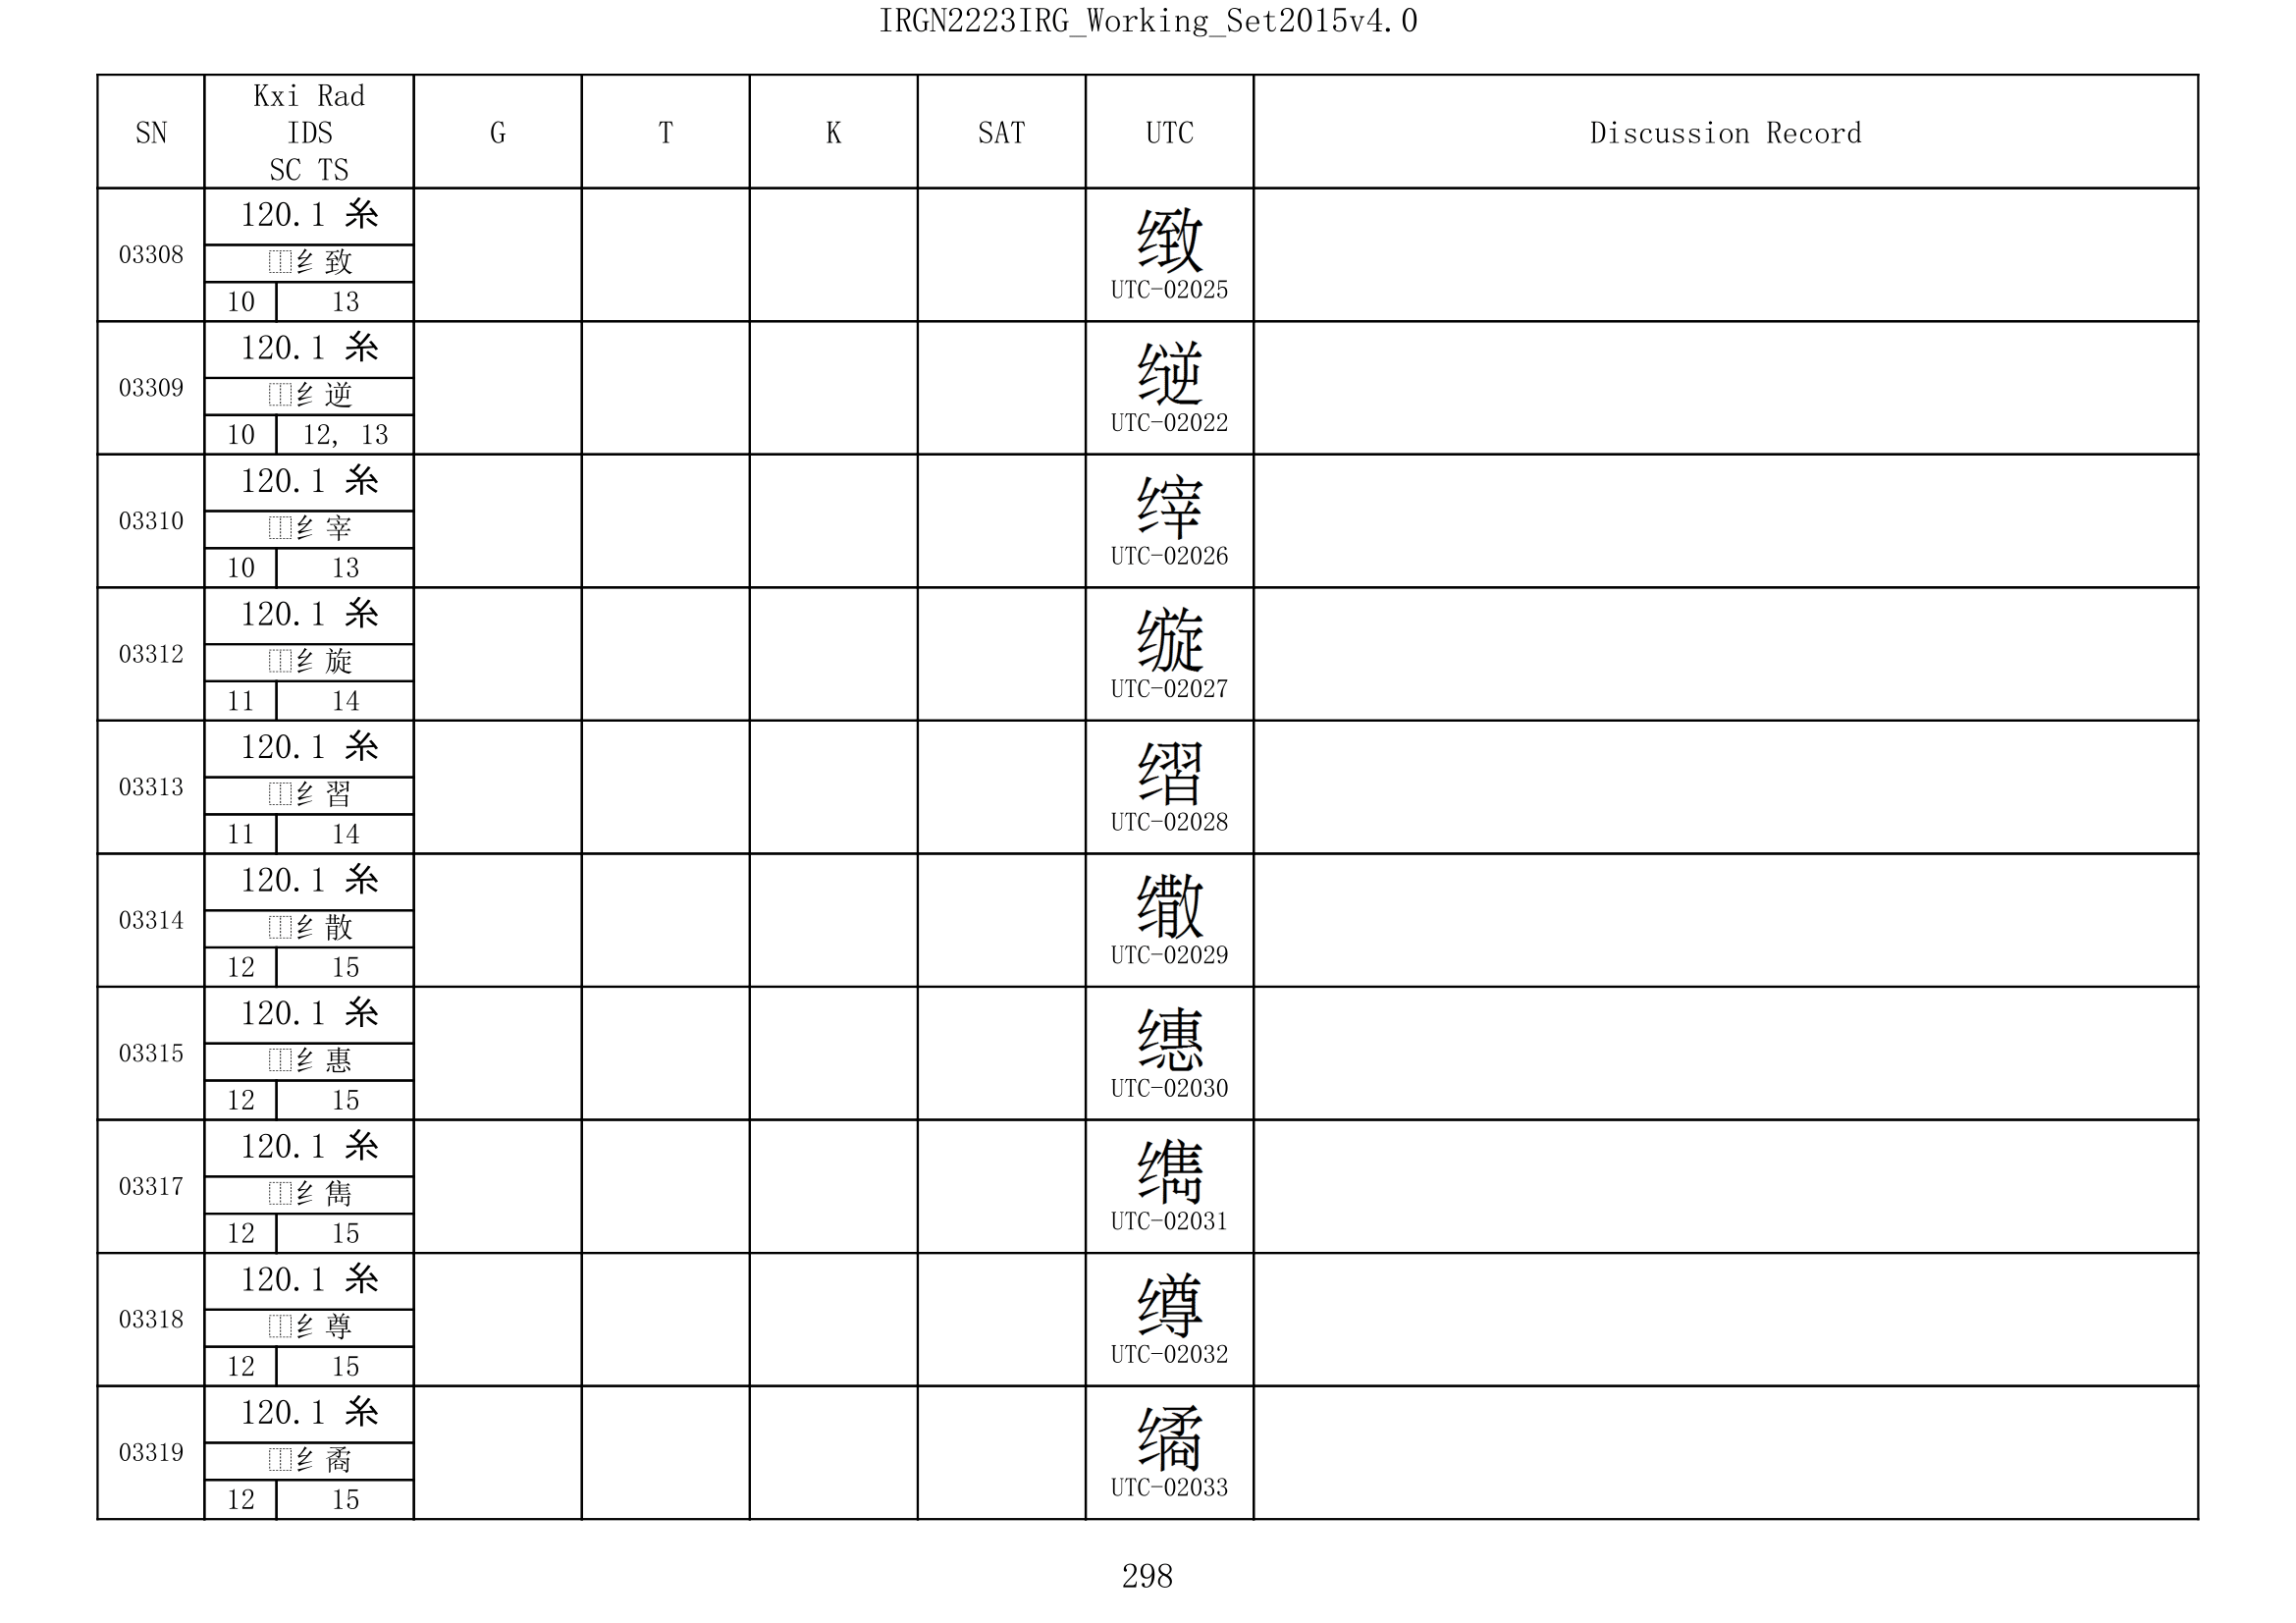 IRGN2223IRG_Working_Set2015v4.0
SN Kxi Rad IDS SC TS G T K SAT UTC Discussion Record
03308 120.1 糸
⿰纟致
10 13
𬘯
UTC-02025
03309 120.1 糸
⿰纟逆
10 12, 13
UTC-02022
03310 120.1 糸
⿰纟宰
10 13
UTC-02026
03312 120.1 糸
⿰纟旋
11 14
UTC-02027
03313 120.1 糸
⿰纟習
11 14
UTC-02028
03314 120.1 糸
⿰纟散
12 15
UTC-02029
03315 120.1 糸
⿰纟惠
12 15
UTC-02030
03317 120.1 糸
⿰纟雋
12 15
UTC-02031
03318 120.1 糸
⿰纟尊
12 15
UTC-02032
03319 120.1 糸
⿰纟矞
12 15
UTC-02033
298